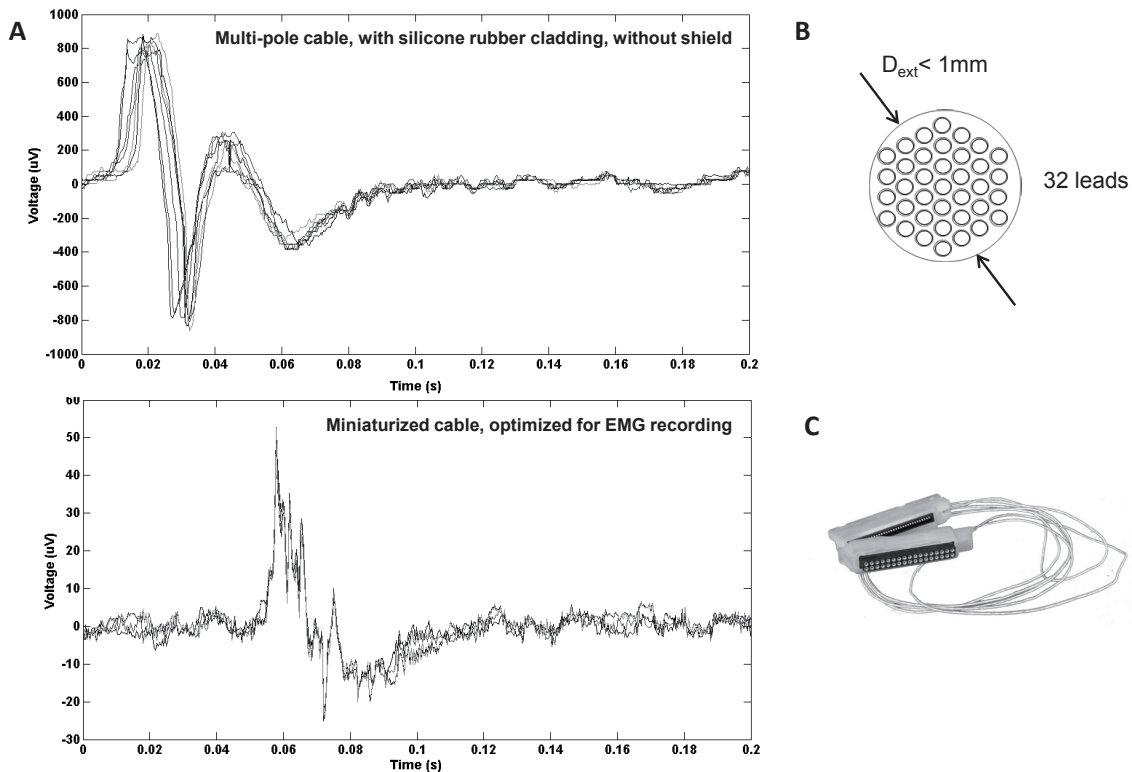 A
Multi-pole cable, with silicone rubber cladding, without shield
Voltage (uV)
1000
800
600
400
200
0
-200
-400
-600
-800
-1000
0 0.02 0.04 0.06 0.08 0.1 0.12 0.14 0.16 0.18 0.2
Time (s)
Miniaturized cable, optimized for EMG recording
Voltage (uV)
60
50
40
30
20
10
0
-10
-20
-30
0 0.02 0.04 0.06 0.08 0.1 0.12 0.14 0.16 0.18 0.2
Time (s)
B
Dext< 1mm
32 leads
C